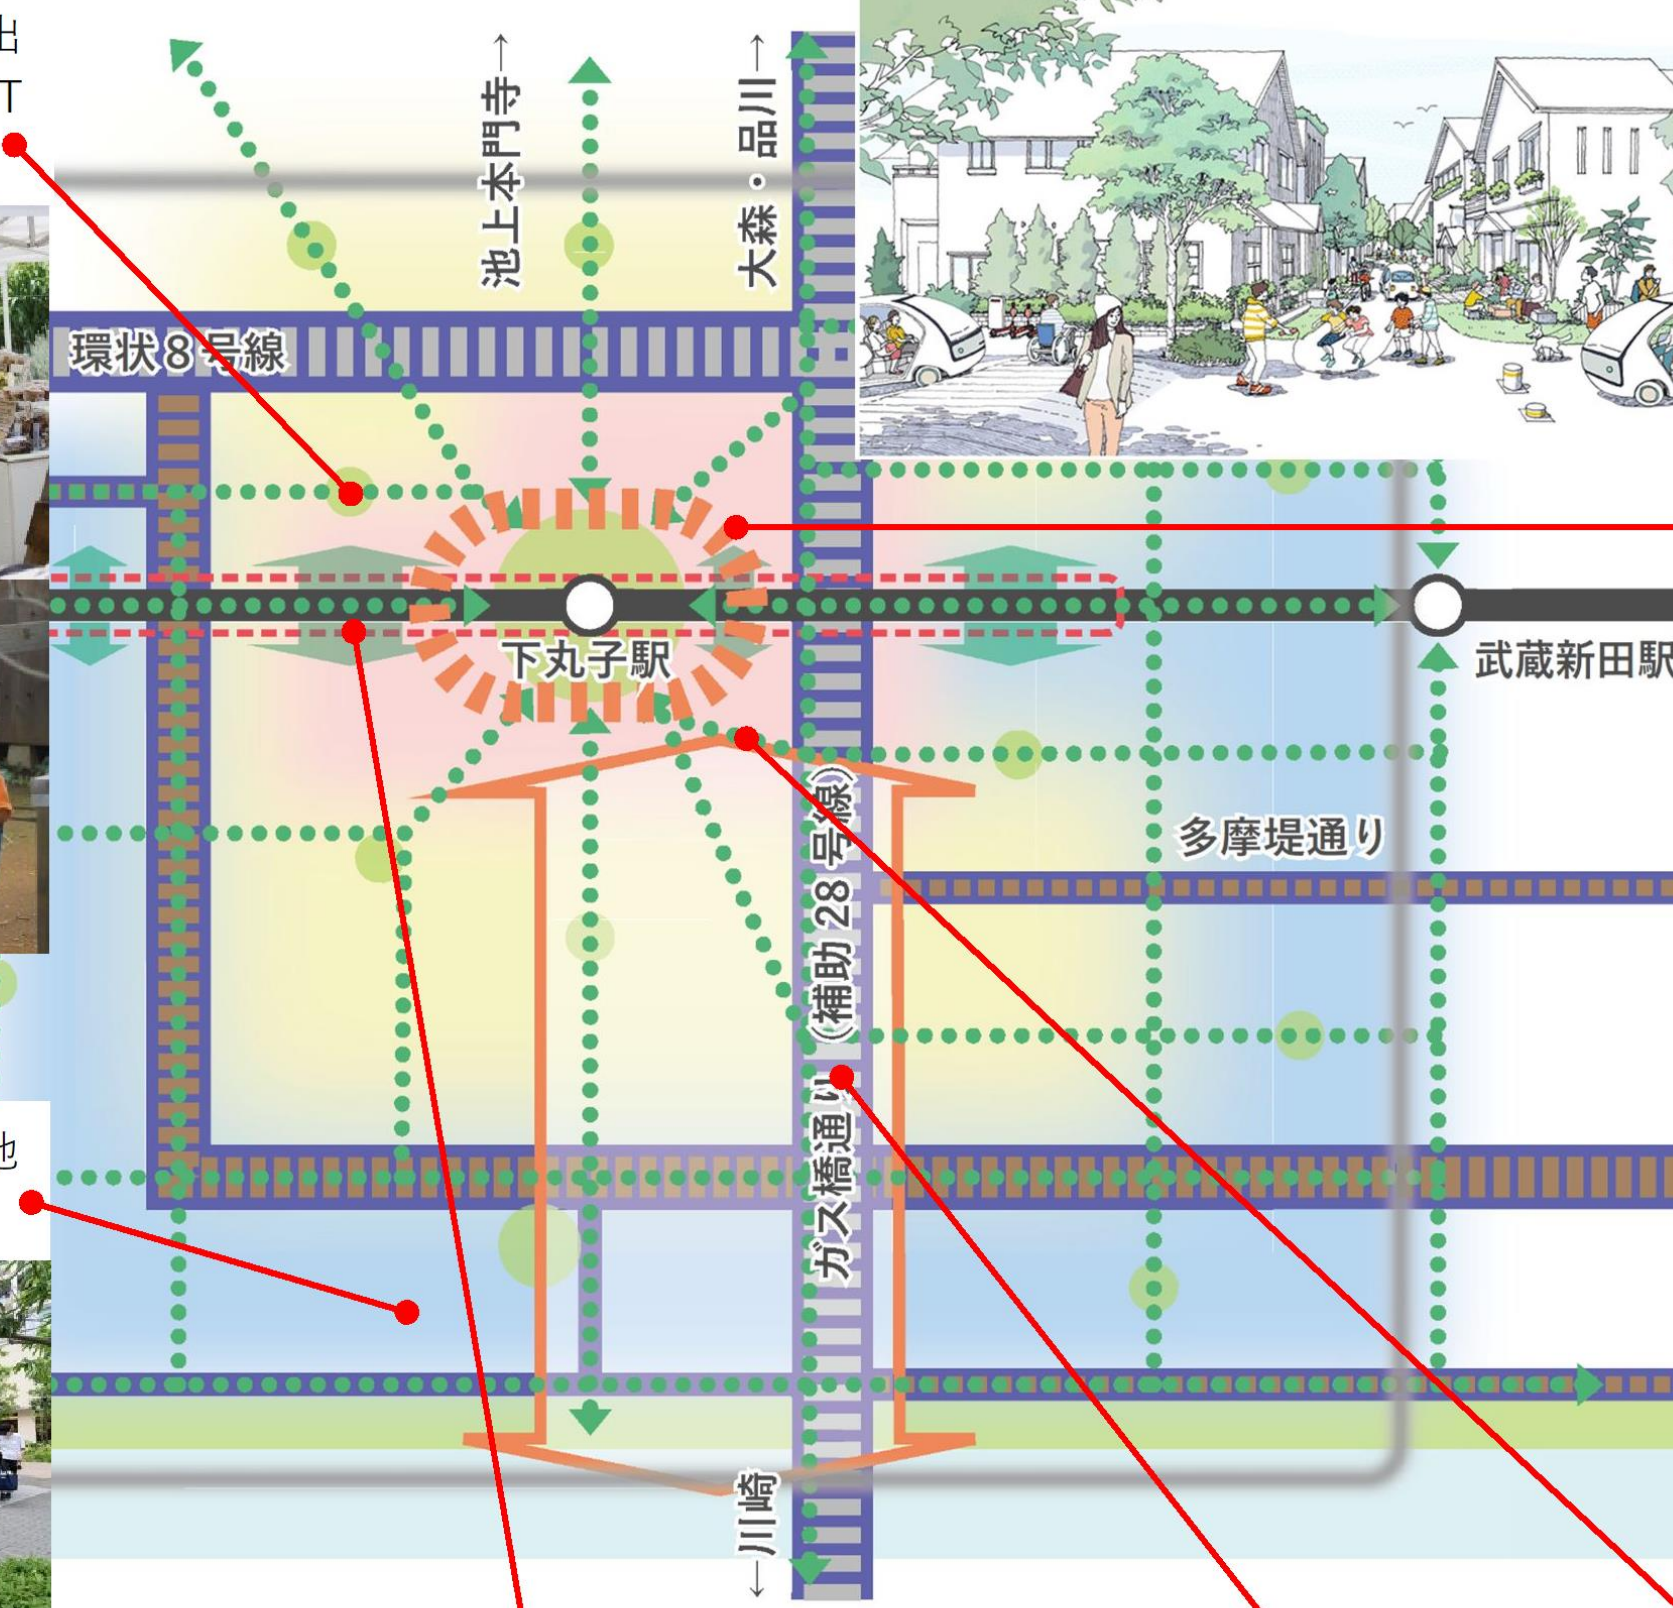 出
T
池上本門寺→
大森・品川→
環状8号線
下丸子駅
武蔵新田駅
多摩堤通り
ガス橋通り（補助28号線）
地
←川崎